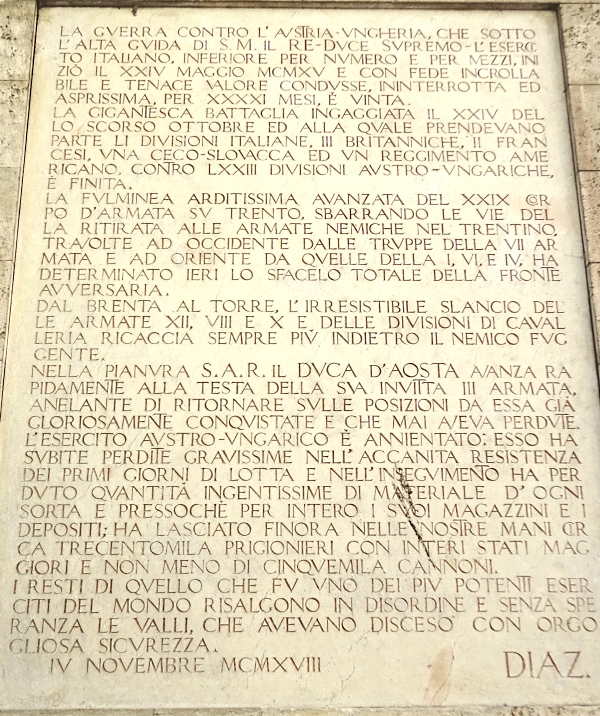 LA GVERRA CONTRO L'AVSTRIA-VNGHERIA, CHE SOTTO
L'ALTA GVIDA DI S.M. IL RE-DVCE SVPREMO-L'ESERCI
TO ITALIANO, INFERIORE PER NVMERO E PER MEZZI, INI
ZIÒ IL XXIV MAGGIO MCMXV E CON FEDE INCROLLA
BILE E TENACE VALORE CONDVSSE, ININTERROTTA ED
ASPRISSIMA, PER XXXXI MESI, È VINTA.
LA GIGANTESCA BATTAGLIA INGAGGIATA IL XXIV DEL
LO SCORSO OTTOBRE ED ALLA QVALE PRENDEVANO
PARTE LI DIVISIONI ITALIANE, III BRITANNICHE, II FRAN
CESI, VNA CECO-SLOVACCA ED VN REGGIMENTO AME
RICANO, CONTRO LXXIII DIVISIONI AVSTRO-VNGARICHE,
È FINITA.
LA FVLMINEA ARDITISSIMA AVANZATA DEL XXIX COR
PO D'ARMATA SV TRENTO, SBARRANDO LE VIE DEL
LA RITIRATA ALLE ARMATE NEMICHE NEL TRENTINO,
TRAVOLTE AD OCCIDENTE DALLE TRVPPE DELLA VII AR
MATA E AD ORIENTE DA QVELLE DELLA I, VI, E IV, HA
DETERMINATO IERI LO SFACELO TOTALE DELLA FRONTE
AVVERSARIA.
DAL BRENTA AL TORRE, L'IRRESISTIBILE SLANCIO DEL
LE ARMATE XII, VIII E X E DELLE DIVISIONI DI CAVAL
LERIA RICACCIA SEMPRE PIÙ INDIETRO IL NEMICO FVG
GENTE.
NELLA PIANVRA S.A.R. IL DVCA D'AOSTA AVANZA RA
PIDAMENTE ALLA TESTA DELLA SVA INVITTA III ARMATA,
ANELANTE DI RITORNARE SVLLE POSIZIONI DA ESSA GIÀ
GLORIOSAMENTE CONQVISTATE E CHE MAI AVEVA PERDVTE.
L'ESERCITO AVSTRO-VNGARICO È ANNIENTATO: ESSO HA
SVBITE PERDITE GRAVISSIME NELL'ACCANITA RESISTENZA
DEI PRIMI GIORNI DI LOTTA E NELL'INSEGVIMENTO HA PER
DVTO QVANTITÀ INGENTISSIME DI MATERIALE D'OGNI
SORTA E PRESSOCHÈ PER INTERO I SVOI MAGAZZINI E I
DEPOSITI; HA LASCIATO FINORA NELLE NOSTRE MANI CIR
CA TRECENTOMILA PRIGIONIERI CON INTERI STATI MAG
GIORI E NON MENO DI CINQVEMILA CANNONI.
I RESTI DI QVELLO CHE FV VNO DEI PIV POTENTI ESER
CITI DEL MONDO RISALGONO IN DISORDINE E SENZA SPE
RANZA LE VALLI, CHE AVEVANO DISCESO CON ORGO
GLIOSA SICVREZZA.
IV NOVEMBRE MCMXVIII DIAZ.